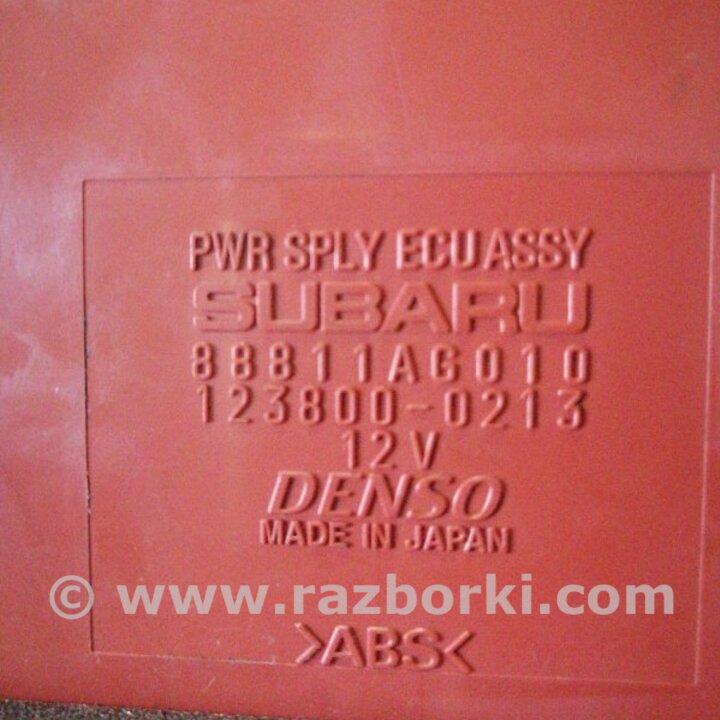 PWR SPLY ECU ASSY
SUBARU
88811AG010
123800-0213
12V
DENSO
MADE IN JAPAN
© www.razborki.com
>ABS<